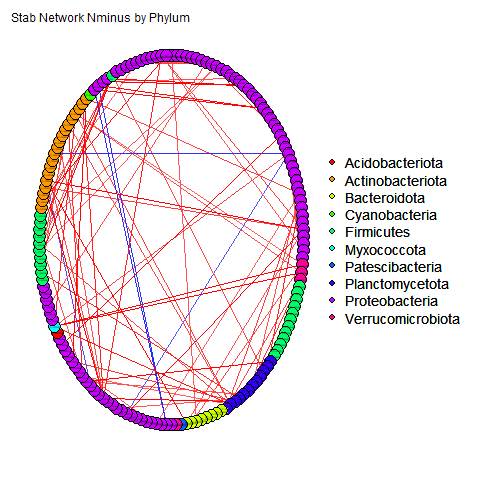 Stab Network Nminus by Phylum
Acidobacteriota
Actinobacteriota
Bacteroidota
Cyanobacteria
Firmicutes
Myxococcota
Patescibacteria
Planctomycetota
Proteobacteria
Verrucomicrobiota